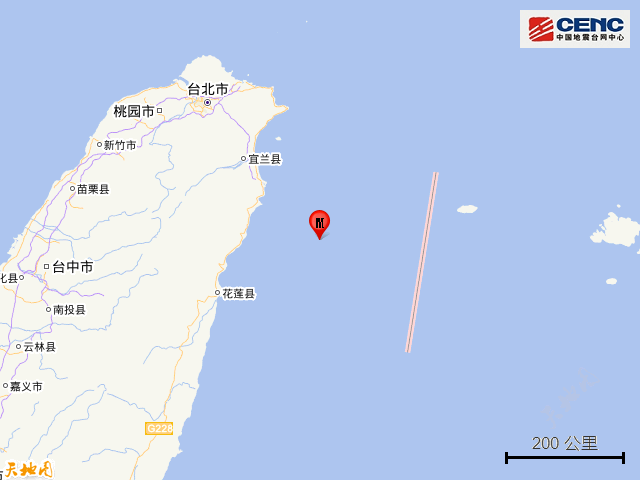 CENC
中国地震台网中心
台北市
桃园市
新竹市
宜兰县
苗栗县
台中市
化县
花莲县
南投县
云林县
嘉义市
G228
200 公里
天地图